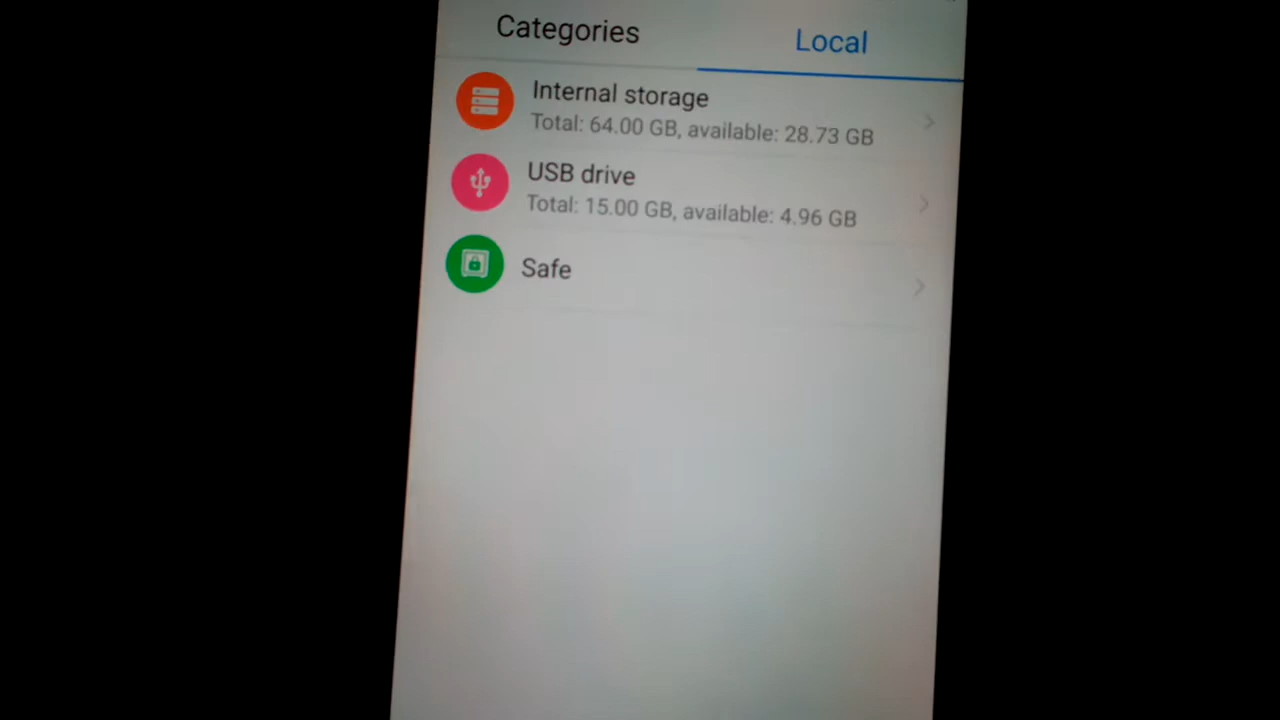 Categories
Local
Internal storage
Total: 64.00 GB, available: 28.73 GB
USB drive
Total: 15.00 GB, available: 4.96 GB
Safe